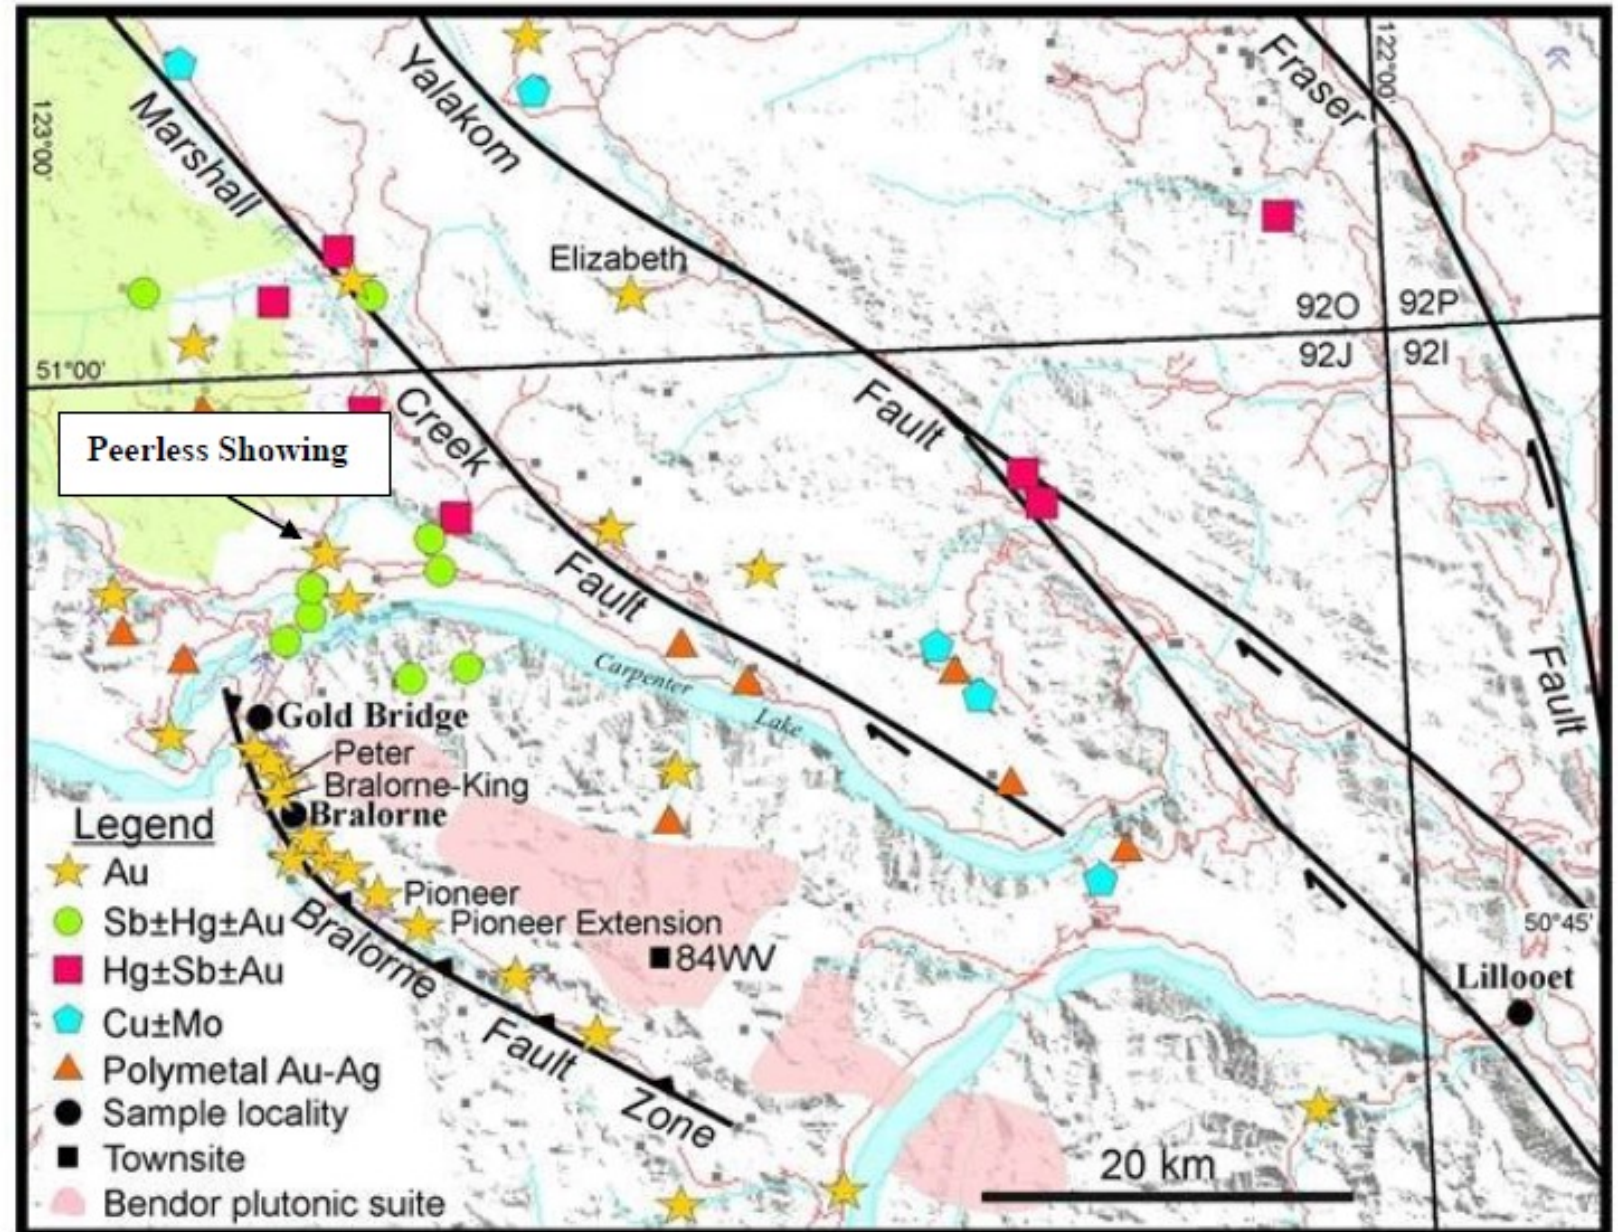 Marshall
Yalakom
Fraser
122°00'
123°00'
Elizabeth
92O
92P
92J
92I
51°00'
Creek
Fault
Peerless Showing
Fault
Fault
Carpenter
Lake
Gold Bridge
Peter
Bralorne-King
Bralorne
Pioneer
Pioneer Extension
84WV
Bralorne
Fault
Zone
50°45'
Lillooet
20 km
Legend
Au
Sb±Hg±Au
Hg±Sb±Au
Cu±Mo
Polymetal Au-Ag
Sample locality
Townsite
Bendor plutonic suite